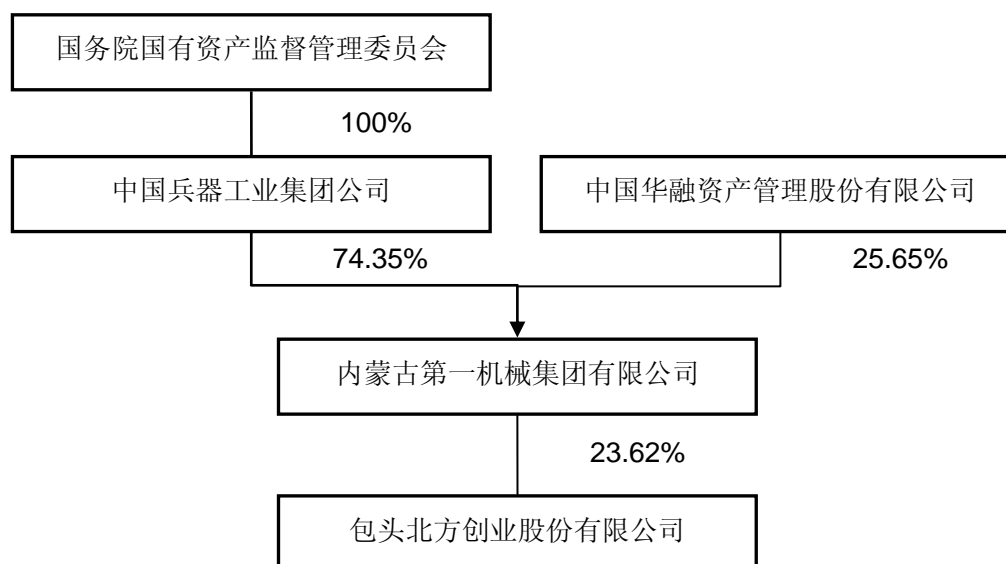 国务院国有资产监督管理委员会
100%
中国兵器工业集团公司
中国华融资产管理股份有限公司
74.35%
25.65%
内蒙古第一机械集团有限公司
23.62%
包头北方创业股份有限公司